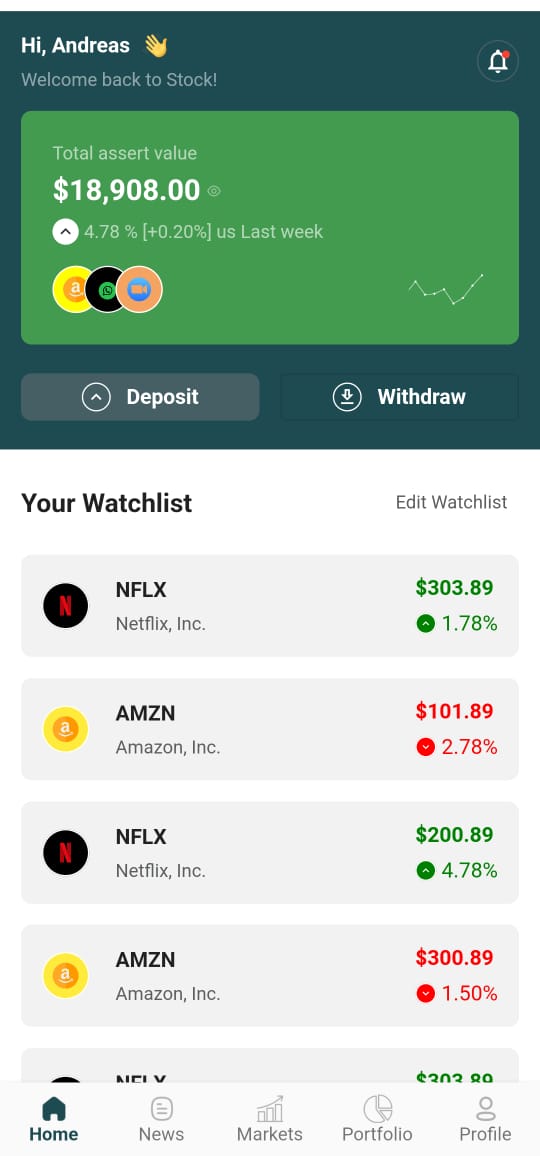 Hi, Andreas 👋
Welcome back to Stock!
Total assert value
$18,908.00
4.78 % [+0.20%] us Last week
a
Deposit
Withdraw
Your Watchlist
Edit Watchlist
N
NFLX
$303.89
Netflix, Inc.
1.78%
a
AMZN
$101.89
Amazon, Inc.
2.78%
N
NFLX
$200.89
Netflix, Inc.
4.78%
a
AMZN
$300.89
Amazon, Inc.
1.50%
NFLX
$303.89
Home
News
Markets
Portfolio
Profile